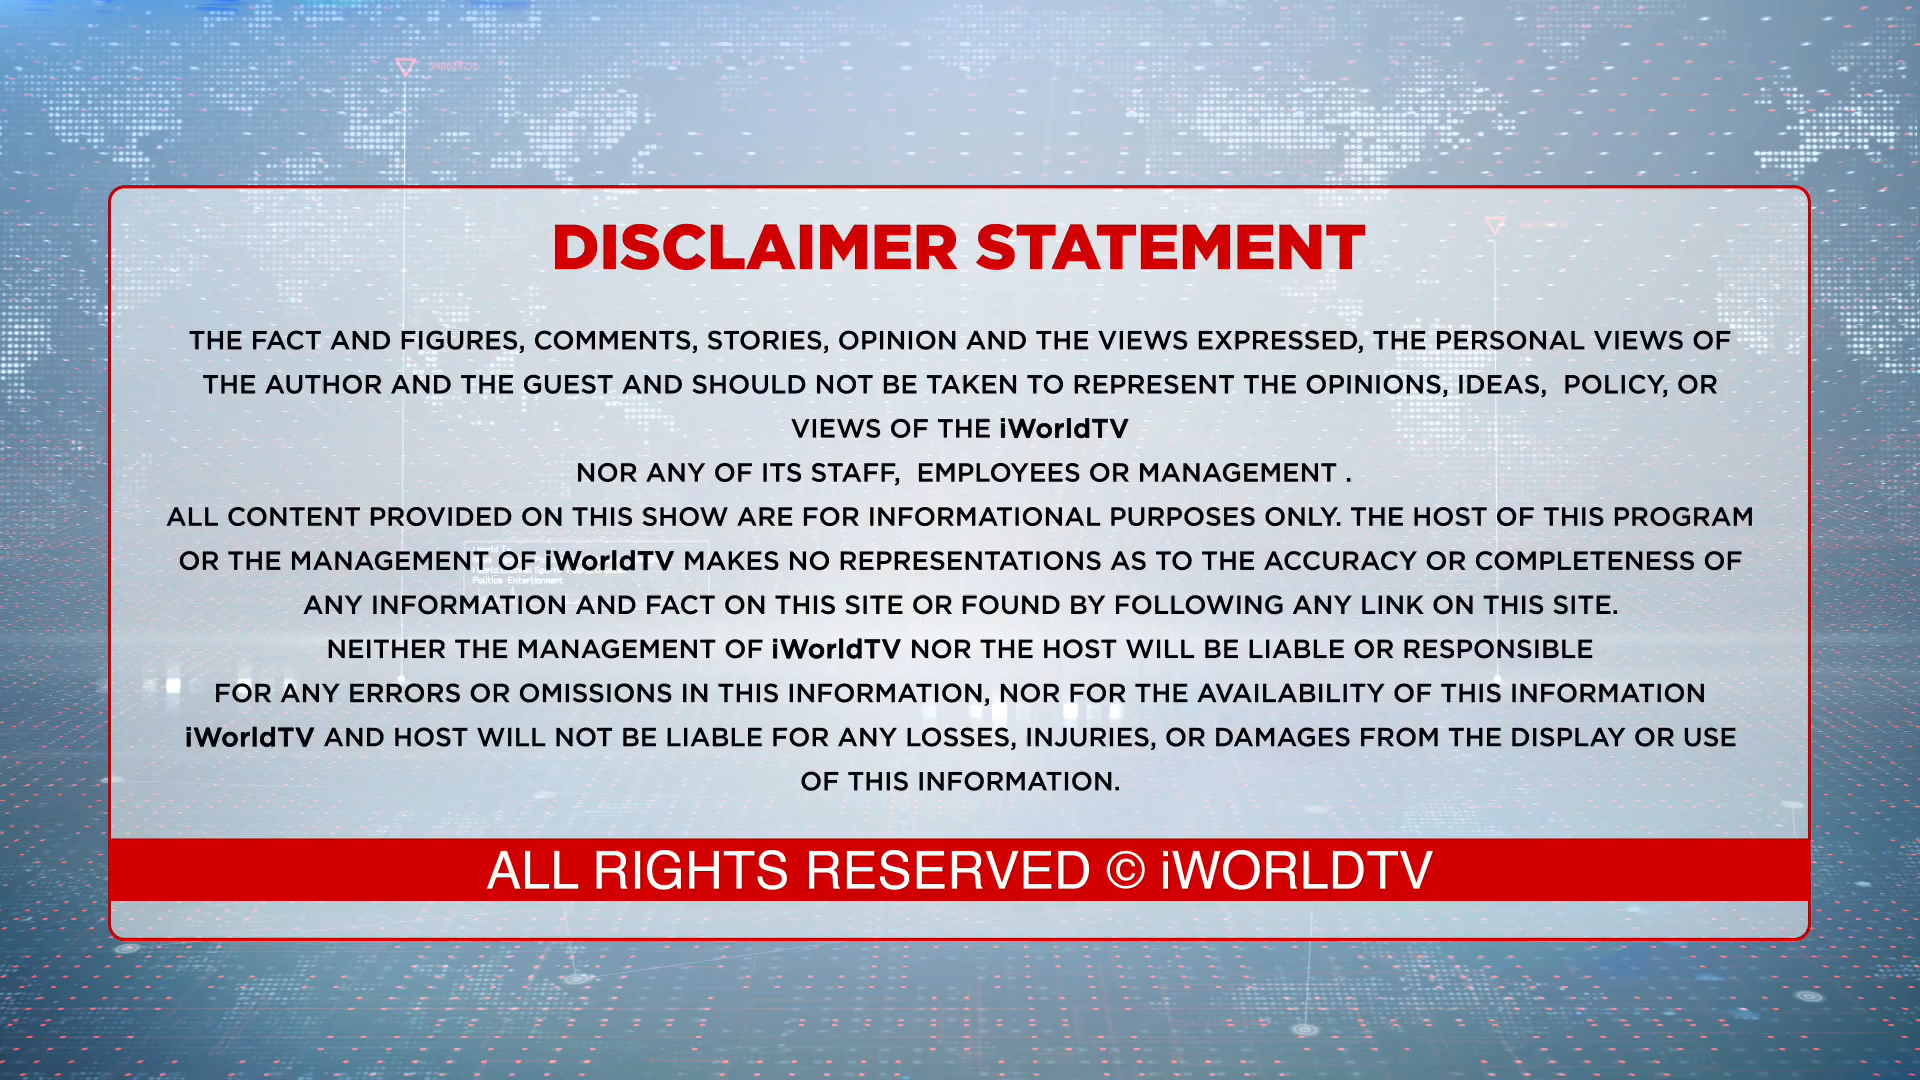 DISCLAIMER STATEMENT
THE FACT AND FIGURES, COMMENTS, STORIES, OPINION AND THE VIEWS EXPRESSED, THE PERSONAL VIEWS OF
THE AUTHOR AND THE GUEST AND SHOULD NOT BE TAKEN TO REPRESENT THE OPINIONS, IDEAS, POLICY, OR
VIEWS OF THE iWorldTV
NOR ANY OF ITS STAFF, EMPLOYEES OR MANAGEMENT .
ALL CONTENT PROVIDED ON THIS SHOW ARE FOR INFORMATIONAL PURPOSES ONLY. THE HOST OF THIS PROGRAM
OR THE MANAGEMENT OF iWorldTV MAKES NO REPRESENTATIONS AS TO THE ACCURACY OR COMPLETENESS OF
Politics Entertionment
ANY INFORMATION AND FACT ON THIS SITE OR FOUND BY FOLLOWING ANY LINK ON THIS SITE.
NEITHER THE MANAGEMENT OF iWorldTV NOR THE HOST WILL BE LIABLE OR RESPONSIBLE
FOR ANY ERRORS OR OMISSIONS IN THIS INFORMATION, NOR FOR THE AVAILABILITY OF THIS INFORMATION
iWorldTV AND HOST WILL NOT BE LIABLE FOR ANY LOSSES, INJURIES, OR DAMAGES FROM THE DISPLAY OR USE
OF THIS INFORMATION.
ALL RIGHTS RESERVED © iWORLDTV